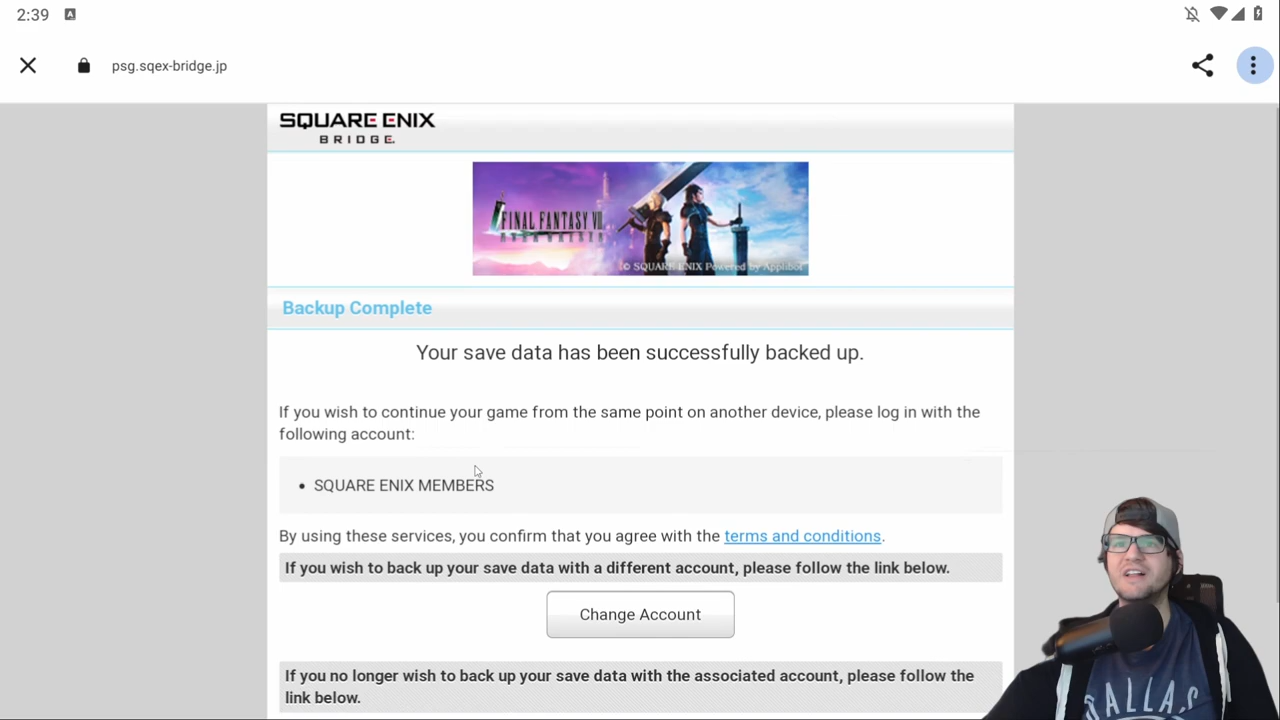 2:39
A
psg.sqex-bridge.jp
SQUARE ENIX
BRIDGE.
FINAL FANTASY VII
© SQUARE ENIX Powered by Applibot
Backup Complete
Your save data has been successfully backed up.
If you wish to continue your game from the same point on another device, please log in with the
following account:
• SQUARE ENIX MEMBERS
By using these services, you confirm that you agree with the terms and conditions.
If you wish to back up your save data with a different account, please follow the link below.
Change Account
If you no longer wish to back up your save data with the associated account, please follow the
link below.
DALLAS